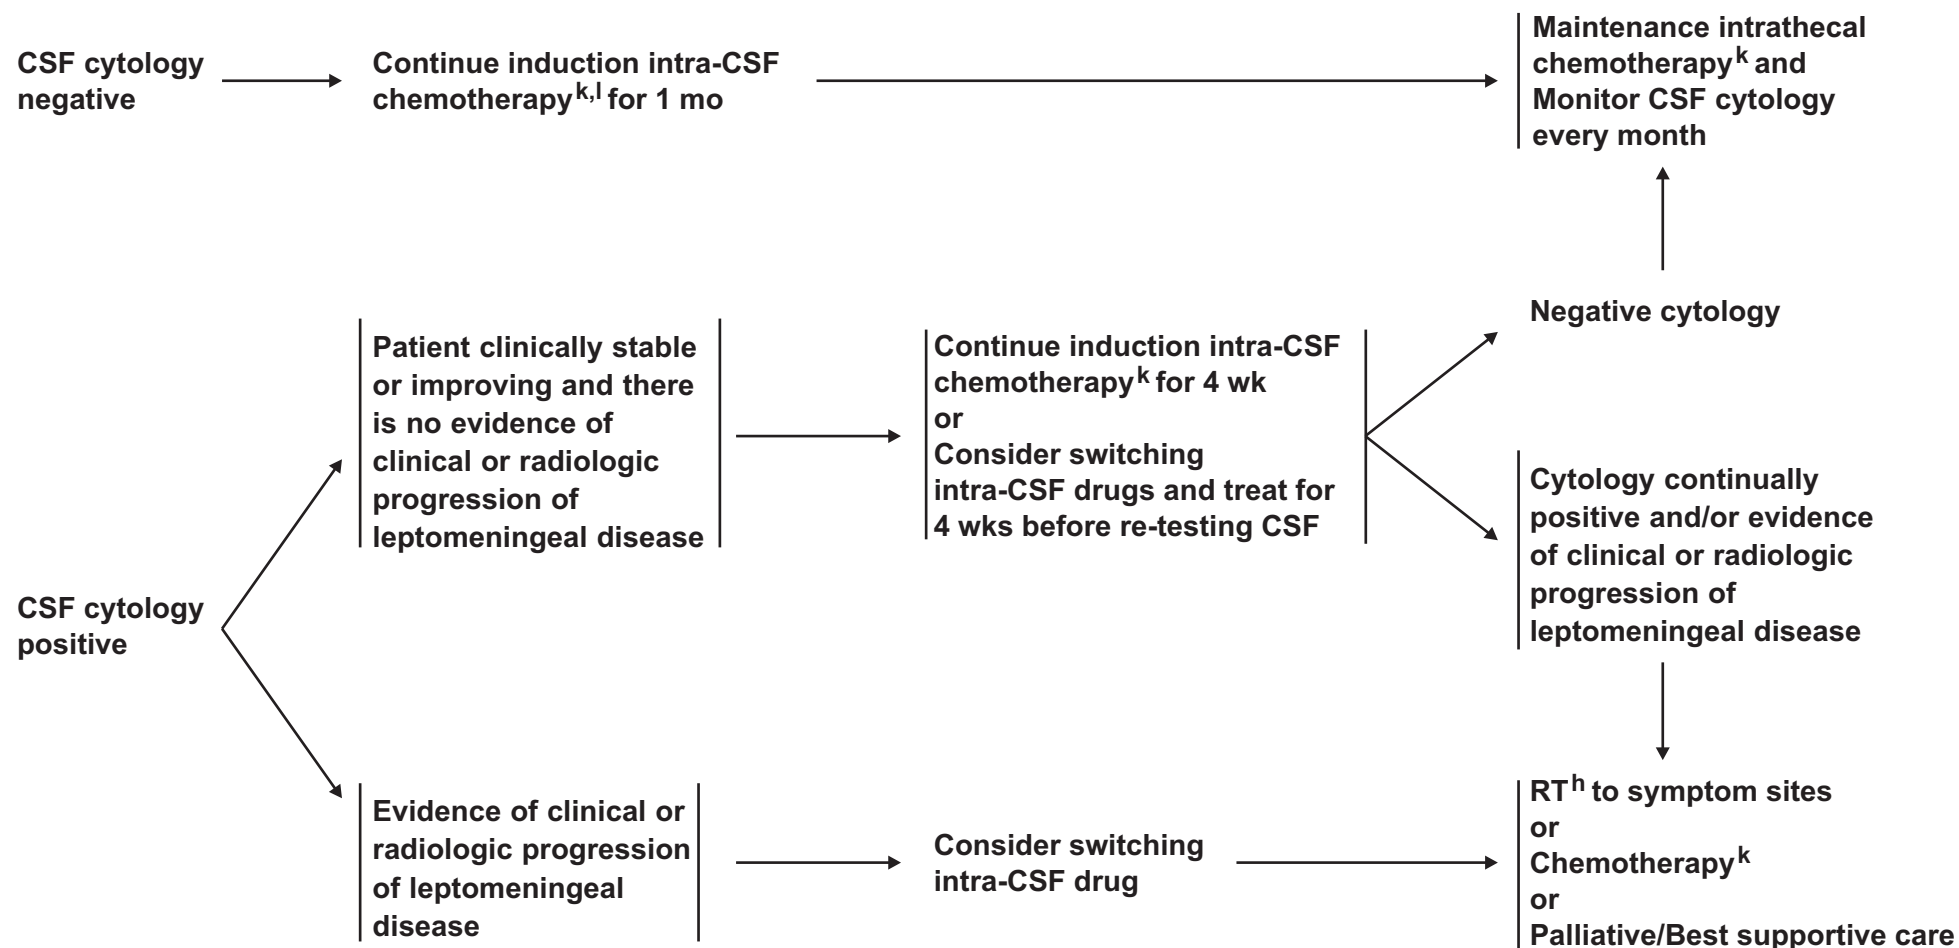 CSF cytology
negative
Continue induction intra-CSF
chemotherapy k,l for 1 mo
Maintenance intrathecal
chemotherapy k and
Monitor CSF cytology
every month
CSF cytology
positive
Patient clinically stable
or improving and there
is no evidence of
clinical or radiologic
progression of
leptomeningeal disease
Continue induction intra-CSF
chemotherapy k for 4 wk
or
Consider switching
intra-CSF drugs and treat for
4 wks before re-testing CSF
Negative cytology
Cytology continually
positive and/or evidence
of clinical or radiologic
progression of
leptomeningeal disease
Evidence of clinical or
radiologic progression
of leptomeningeal
disease
Consider switching
intra-CSF drug
RT h to symptom sites
or
Chemotherapy k
or
Palliative/Best supportive care